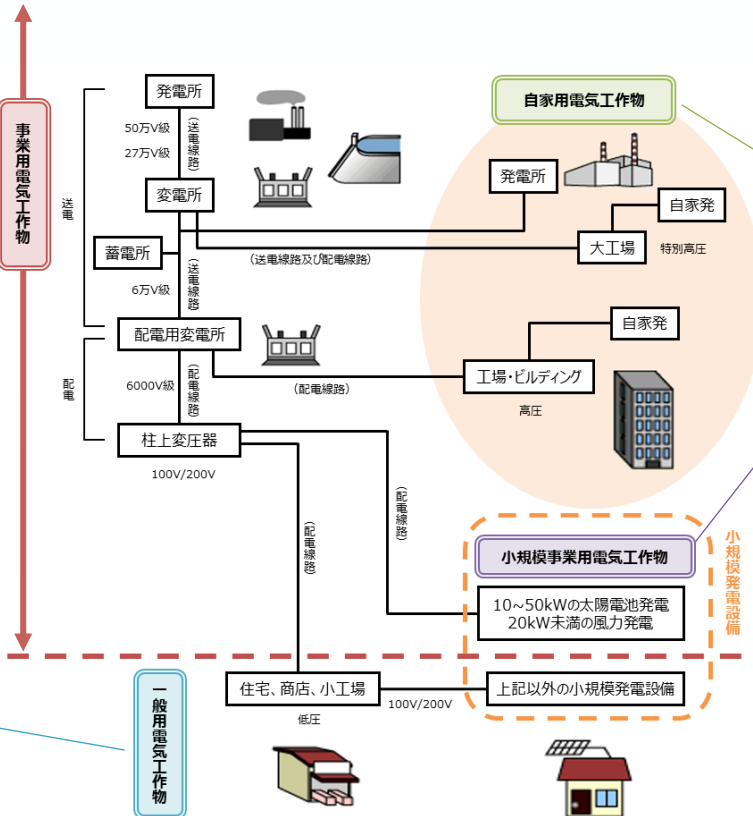 事業用電気工作物
送電
配電
発電所
50万V級
27万V級
(送電線路)
変電所
蓄電所
(送電線路及び配電線路)
6万V級
(送電線路)
配電用変電所
6000V級
(配電線路)
(配電線路)
柱上変圧器
100V/200V
(配電線路)
(配電線路)
自家用電気工作物
発電所
自家発
大工場
特別高圧
自家発
工場・ビルディング
高圧
小規模事業用電気工作物
小規模発電設備
10~50kWの太陽電池発電
20kW未満の風力発電
一般用電気工作物
住宅、商店、小工場
低圧
100V/200V
上記以外の小規模発電設備